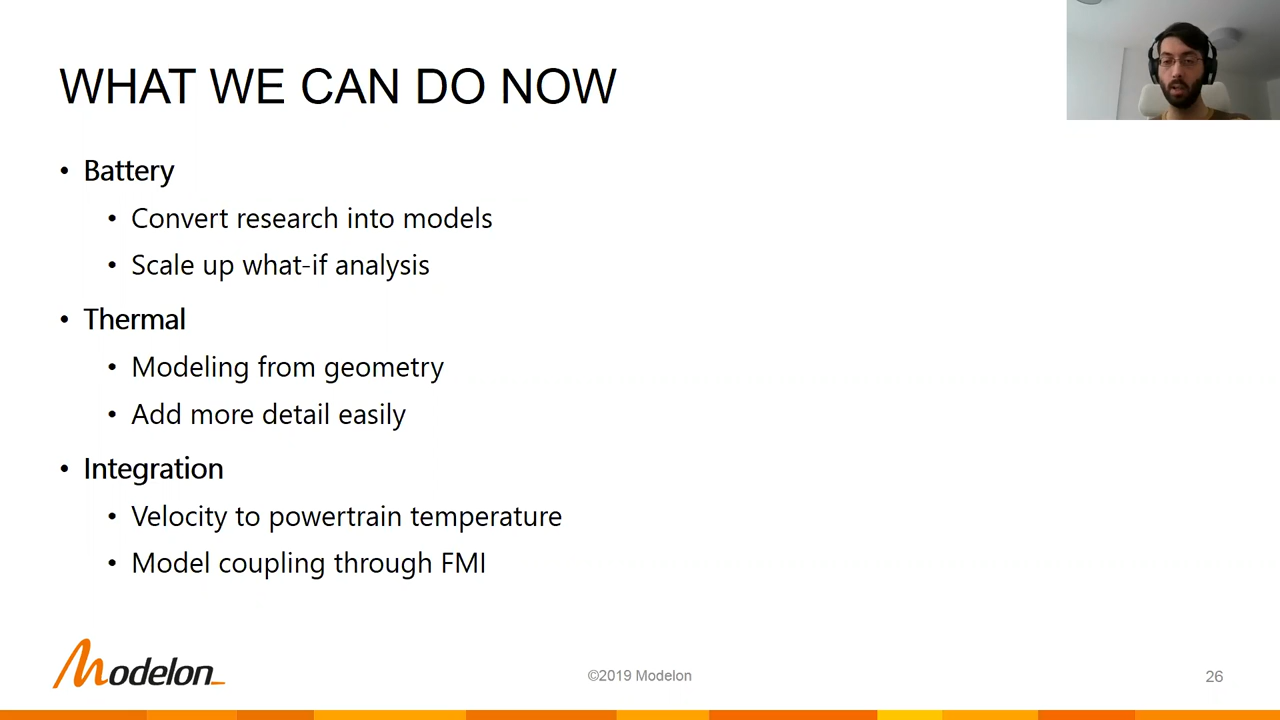 WHAT WE CAN DO NOW
• Battery
• Convert research into models
• Scale up what-if analysis
• Thermal
• Modeling from geometry
• Add more detail easily
• Integration
• Velocity to powertrain temperature
• Model coupling through FMI
Modelon
©2019 Modelon
26